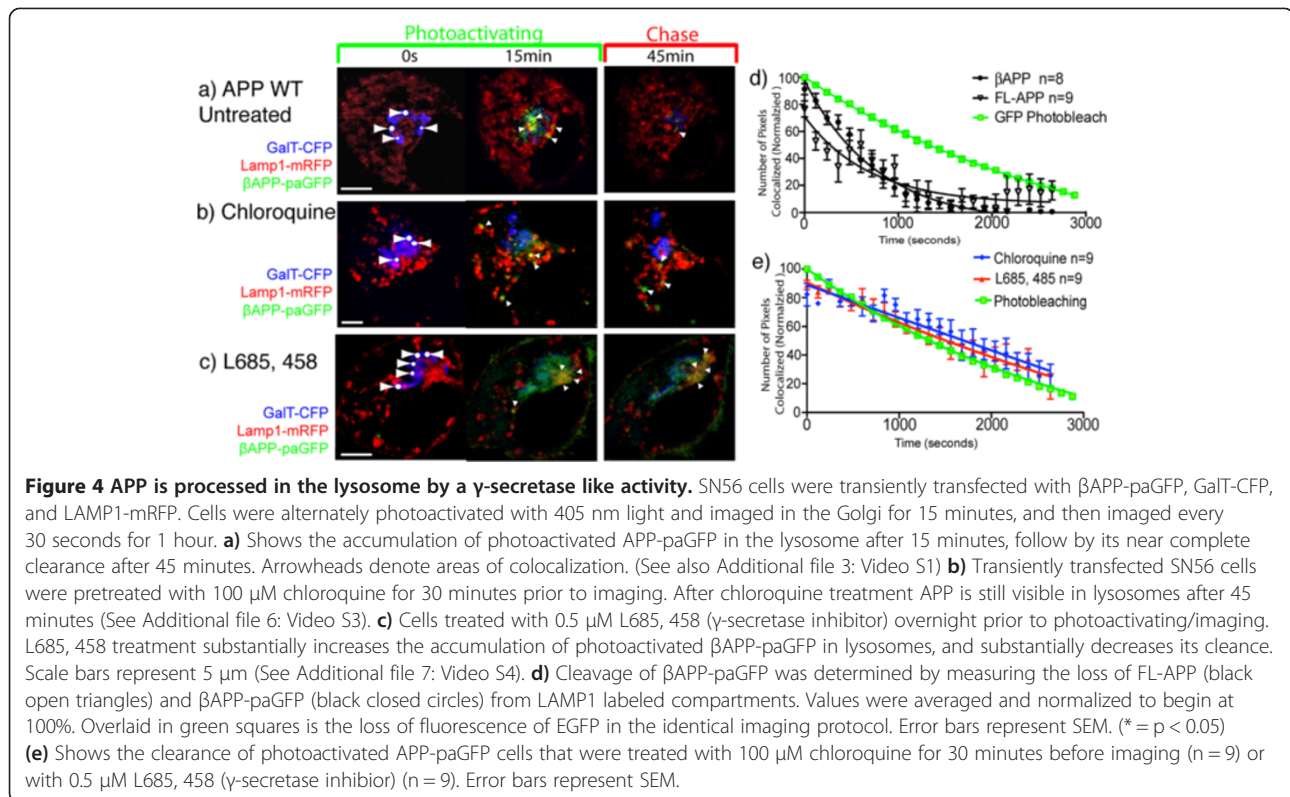 Photoactivating
Chase
0s
15min
45min
a) APP WT
Untreated
GalT-CFP
Lamp1-mRFP
βAPP-paGFP
b) Chloroquine
GalT-CFP
Lamp1-mRFP
βAPP-paGFP
c) L685, 458
GalT-CFP
Lamp1-mRFP
βAPP-paGFP
d)
Number of Pixels
Colocalized (Normalzied)
100
80
60
40
20
0
0
1000
2000
3000
Time (seconds)
βAPP n=8
FL-APP n=9
GFP Photobleach
e)
Number of Pixels
Colocalized (Normalzied)
100
80
60
40
20
0
0
1000
2000
3000
Time (seconds)
Chloroquine n=9
L685, 485 n=9
Photobleaching
Figure 4 APP is processed in the lysosome by a γ-secretase like activity. SN56 cells were transiently transfected with βAPP-paGFP, GalT-CFP,
and LAMP1-mRFP. Cells were alternately photoactivated with 405 nm light and imaged in the Golgi for 15 minutes, and then imaged every
30 seconds for 1 hour. a) Shows the accumulation of photoactivated APP-paGFP in the lysosome after 15 minutes, follow by its near complete
clearance after 45 minutes. Arrowheads denote areas of colocalization. (See also Additional file 3: Video S1) b) Transiently transfected SN56 cells
were pretreated with 100 μM chloroquine for 30 minutes prior to imaging. After chloroquine treatment APP is still visible in lysosomes after 45
minutes (See Additional file 6: Video S3). c) Cells treated with 0.5 μM L685, 458 (γ-secretase inhibitor) overnight prior to photoactivating/imaging.
L685, 458 treatment substantially increases the accumulation of photoactivated βAPP-paGFP in lysosomes, and substantially decreases its cleance.
Scale bars represent 5 μm (See Additional file 7: Video S4). d) Cleavage of βAPP-paGFP was determined by measuring the loss of FL-APP (black
open triangles) and βAPP-paGFP (black closed circles) from LAMP1 labeled compartments. Values were averaged and normalized to begin at
100%. Overlaid in green squares is the loss of fluorescence of EGFP in the identical imaging protocol. Error bars represent SEM. (* = p < 0.05)
(e) Shows the clearance of photoactivated APP-paGFP cells that were treated with 100 μM chloroquine for 30 minutes before imaging (n = 9) or
with 0.5 μM L685, 458 (γ-secretase inhibior) (n = 9). Error bars represent SEM.